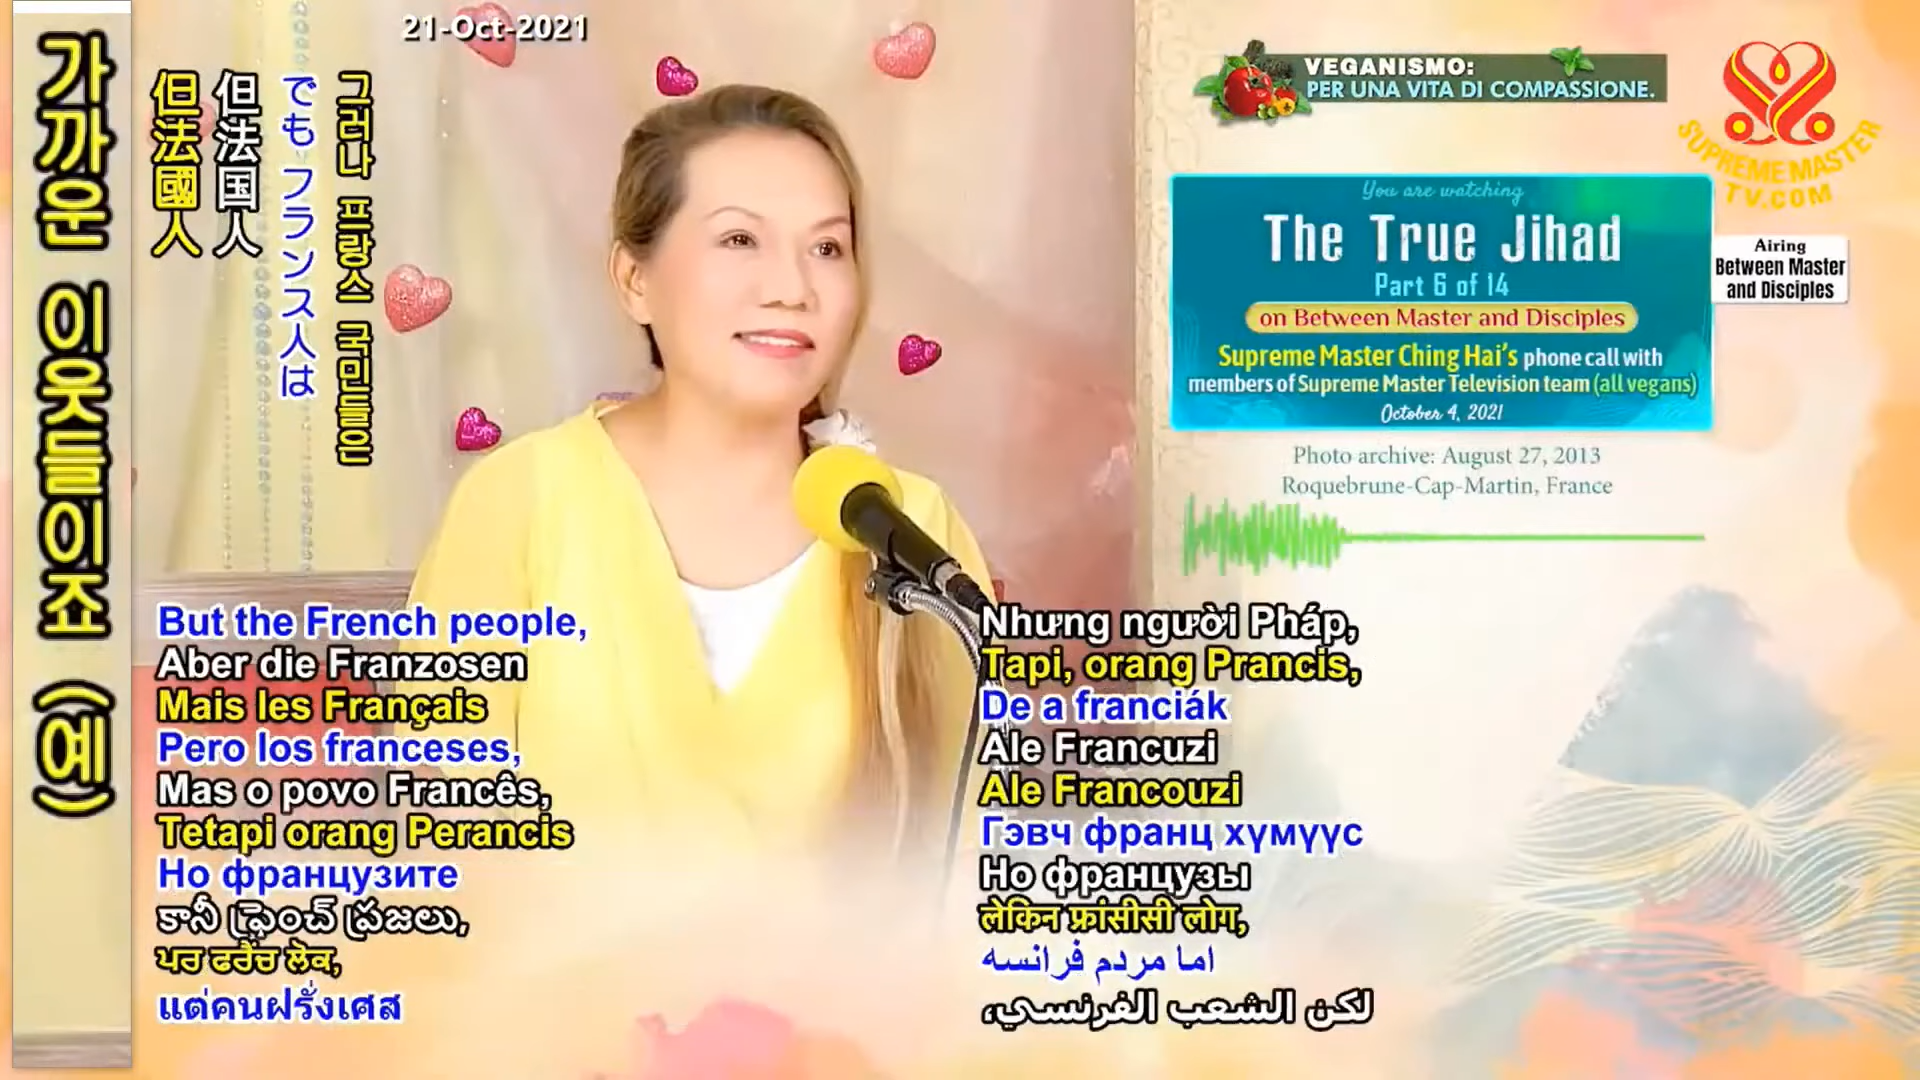 21-Oct-2021
가까운 이웃들이죠 (예)
但法國人
但法国人
でも フランス人は
그러나 프랑스 국민들은
VEGANISMO:
PER UNA VITA DI COMPASSIONE.
SUPREME MASTER
TV.COM
You are watching
The True Jihad
Part 6 of 14
on Between Master and Disciples
Supreme Master Ching Hai's phone call with
members of Supreme Master Television team (all vegans)
October 4, 2021
Airing
Between Master
and Disciples
Photo archive: August 27, 2013
Roquebrune-Cap-Martin, France
But the French people,
Aber die Franzosen
Mais les Français
Pero los franceses,
Mas o povo Francês,
Tetapi orang Perancis
Но французите
కానీ ఫ్రెంచ్ ప్రజలు,
ਪਰ ਫਰੈਂਚ ਲੋਕ,
แต่คนฝรั่งเศส
Nhưng người Pháp,
Tapi, orang Prancis,
De a franciák
Ale Francuzi
Ale Francouzi
Гэвч франц хүмүүс
Но французы
लेकिन फ्रांसीसी लोग,
اما مردم فرانسه
لكن الشعب الفرنسي،